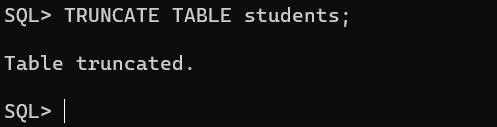 SQL> TRUNCATE TABLE students;
Table truncated.
SQL>